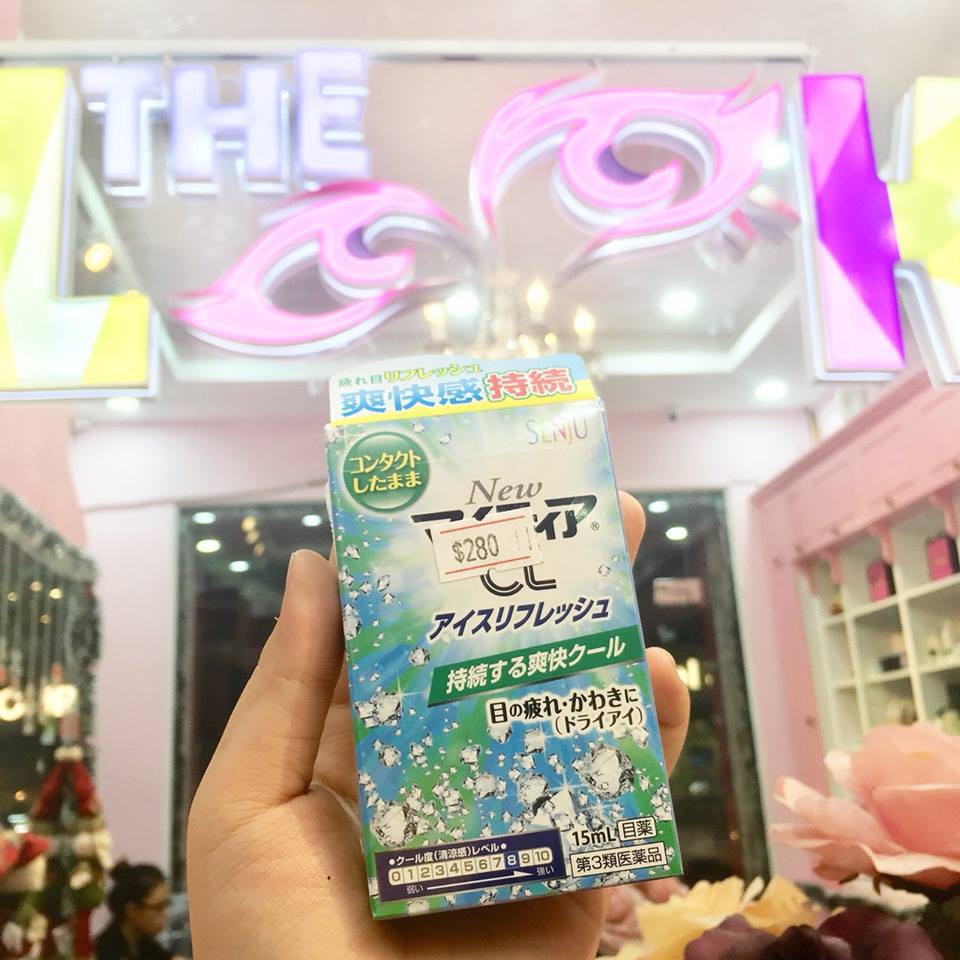 THE
疲れ目リフレッシュ
爽快感持続
SENJU
コンタクト
したまま
New
$280
CL
アイスリフレッシュ
持続する爽快クール
目の疲れ・かわきに
(ドライアイ)
15mL 目薬
第3類医薬品
●クール度(清涼感)レベル●
0 1 2 3 4 5 6 7 8 9 10
弱い 強い